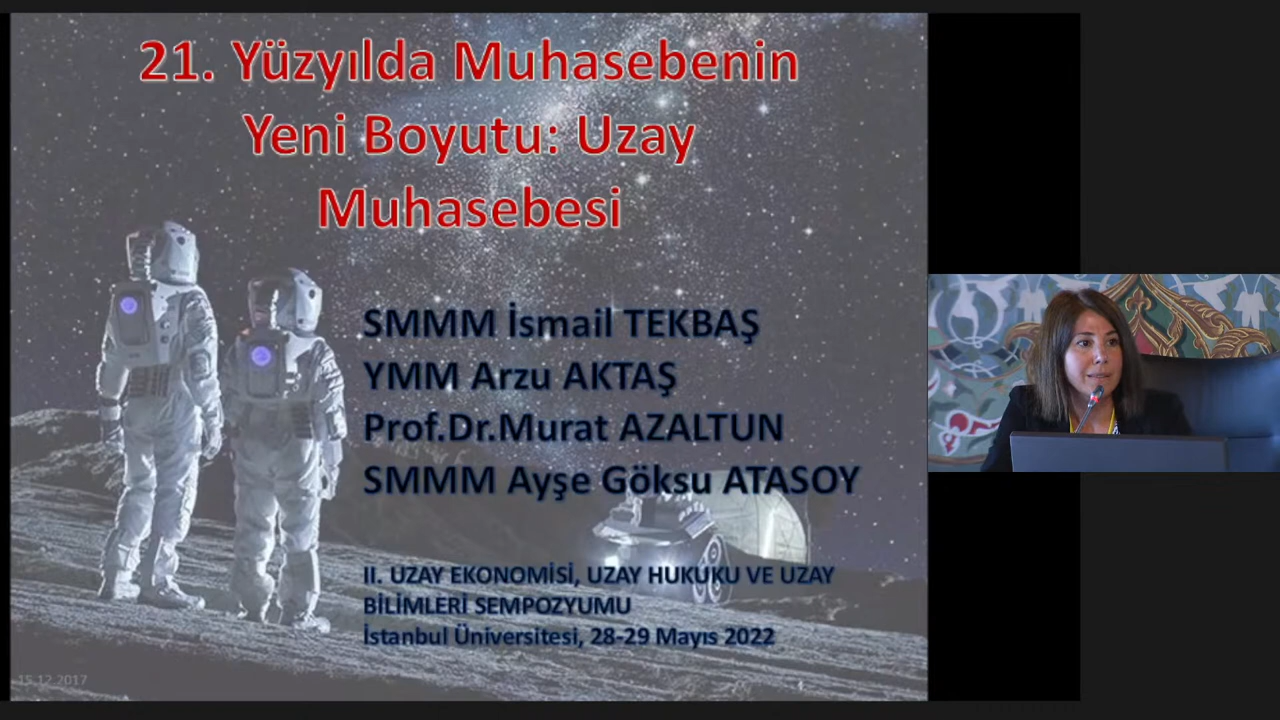 21. Yüzyılda Muhasebenin
Yeni Boyutu: Uzay
Muhasebesi
SMMM İsmail TEKBAŞ
YMM Arzu AKTAŞ
Prof.Dr.Murat AZALTUN
SMMM Ayşe Göksu ATASOY
II. UZAY EKONOMİSİ, UZAY HUKUKU VE UZAY
BİLİMLERİ SEMPOZYUMU
İstanbul Üniversitesi, 28-29 Mayıs 2022
15.12.2017